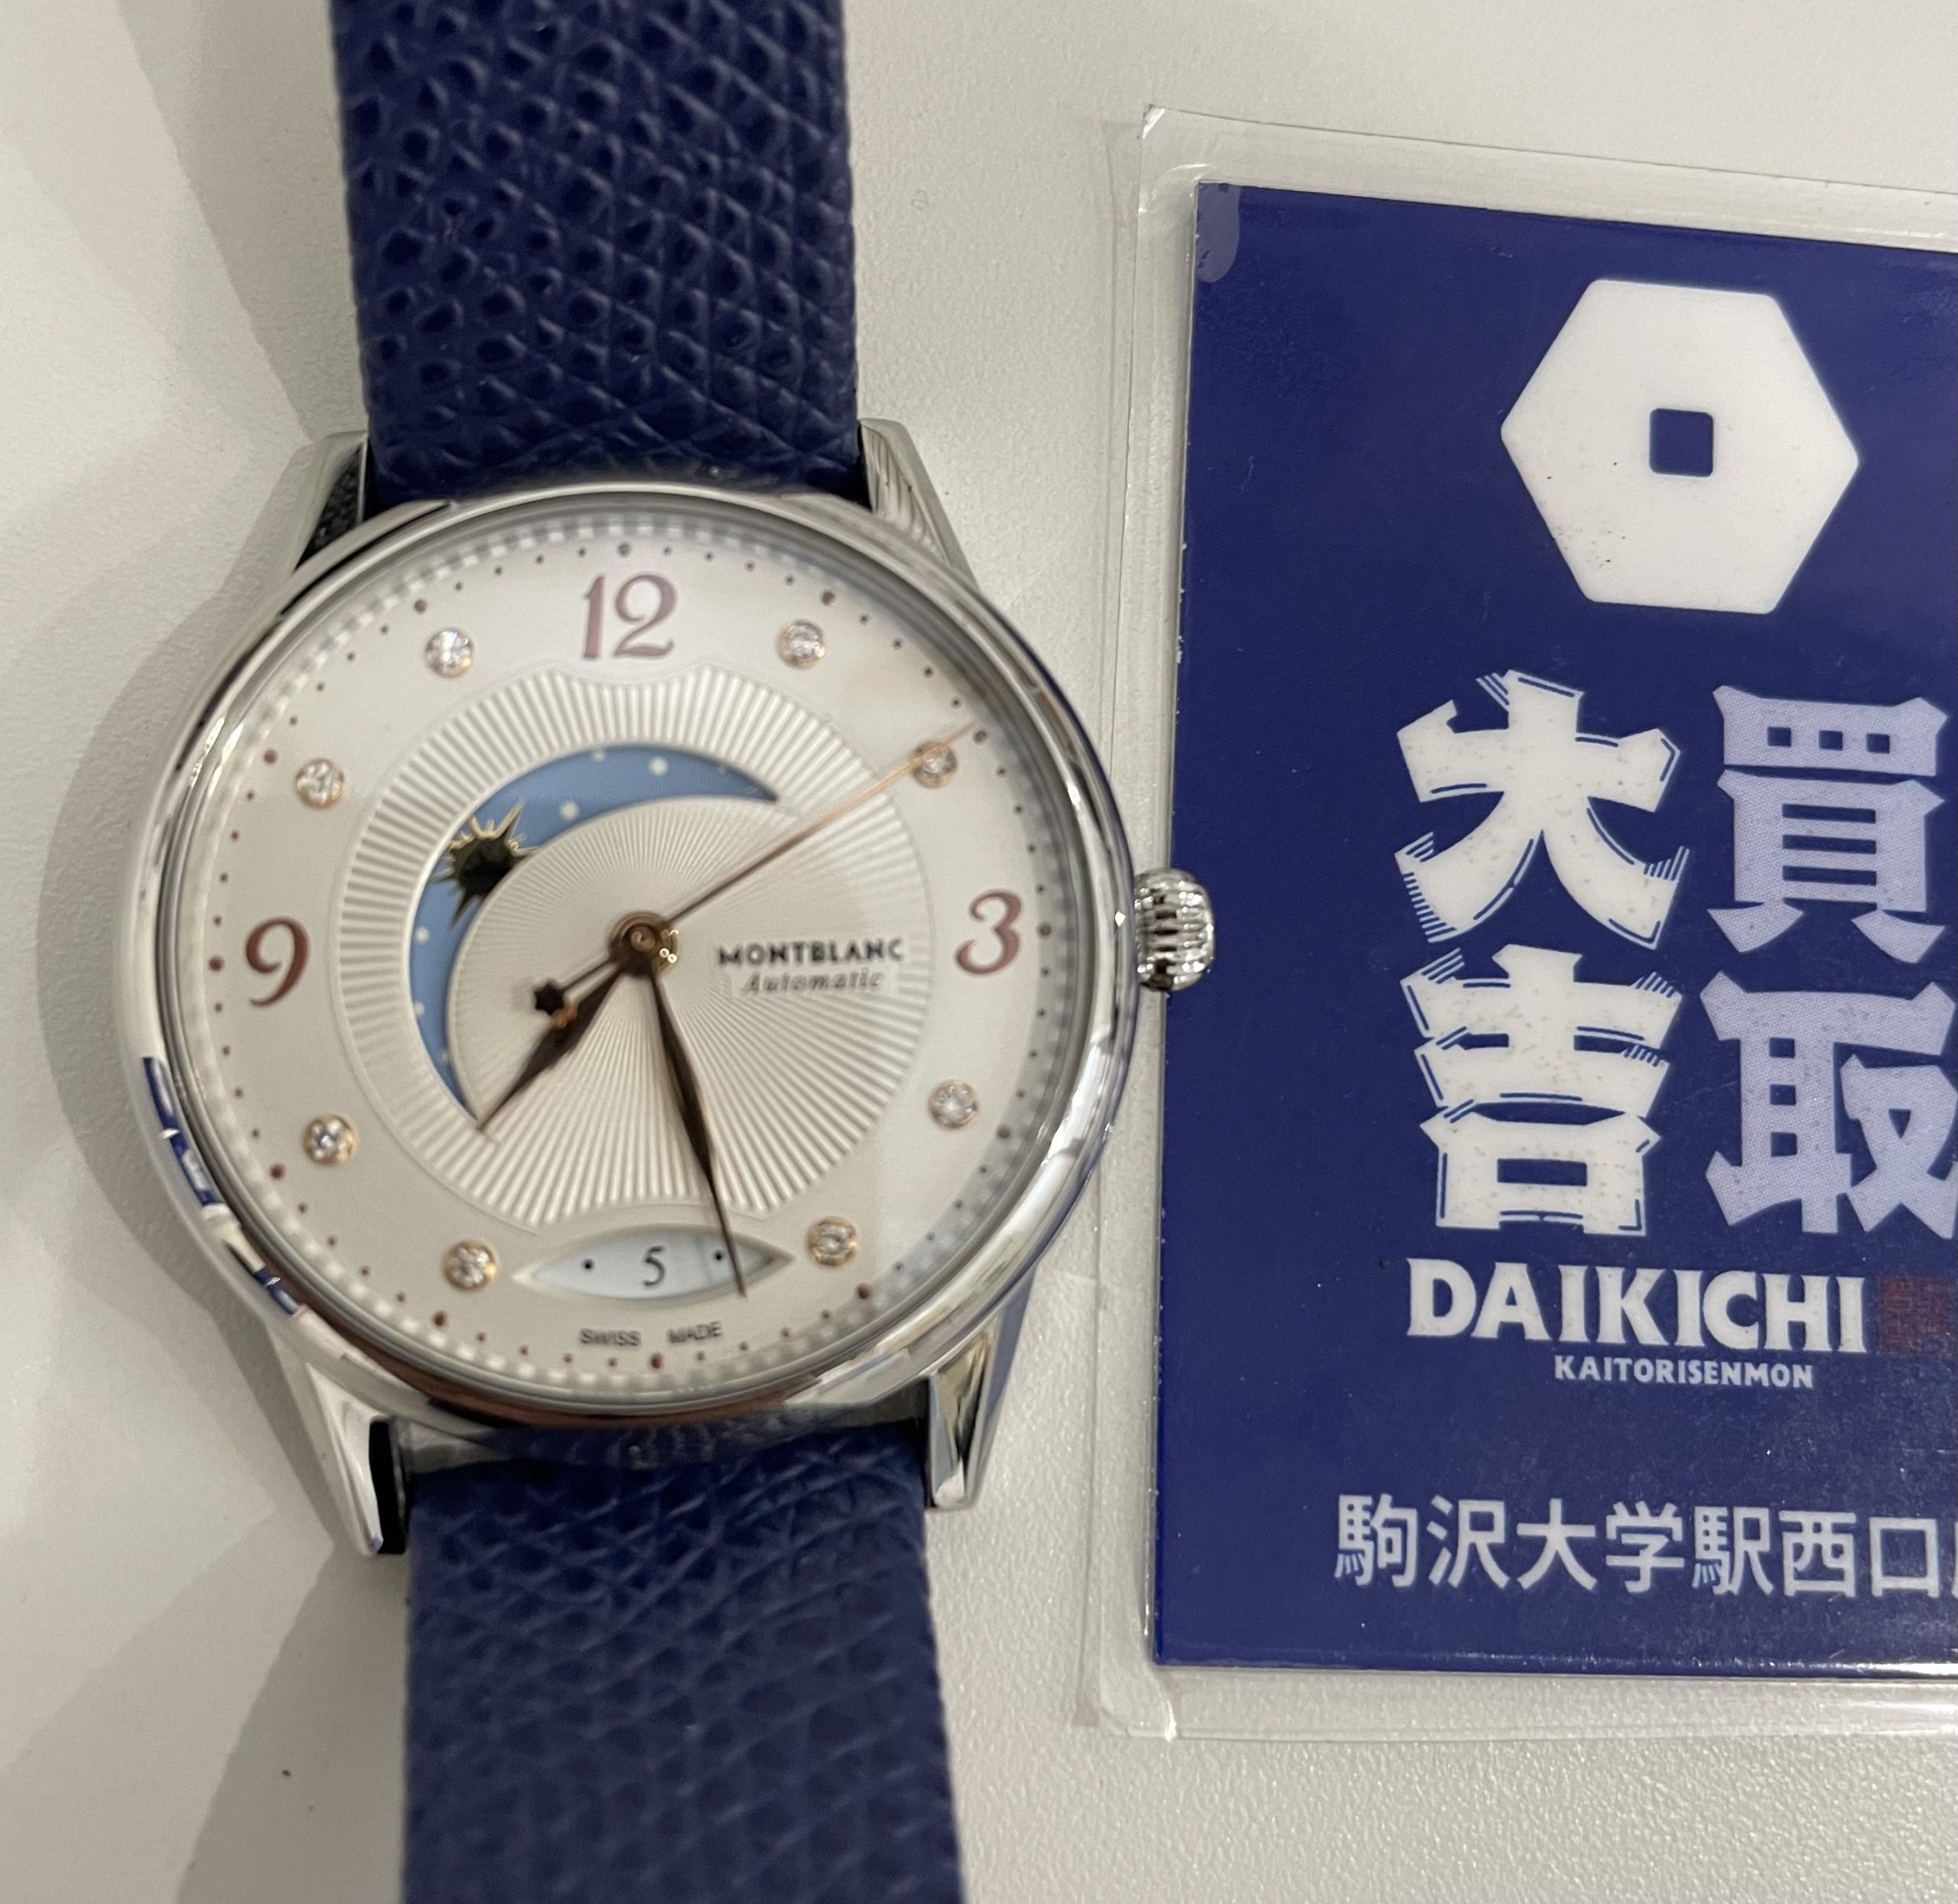 12
9
3
MONTBLANC
Automatic
5
SWISS MADE
買取
大吉
DAIKICHI
KAITORISENMON
駒沢大学駅西口